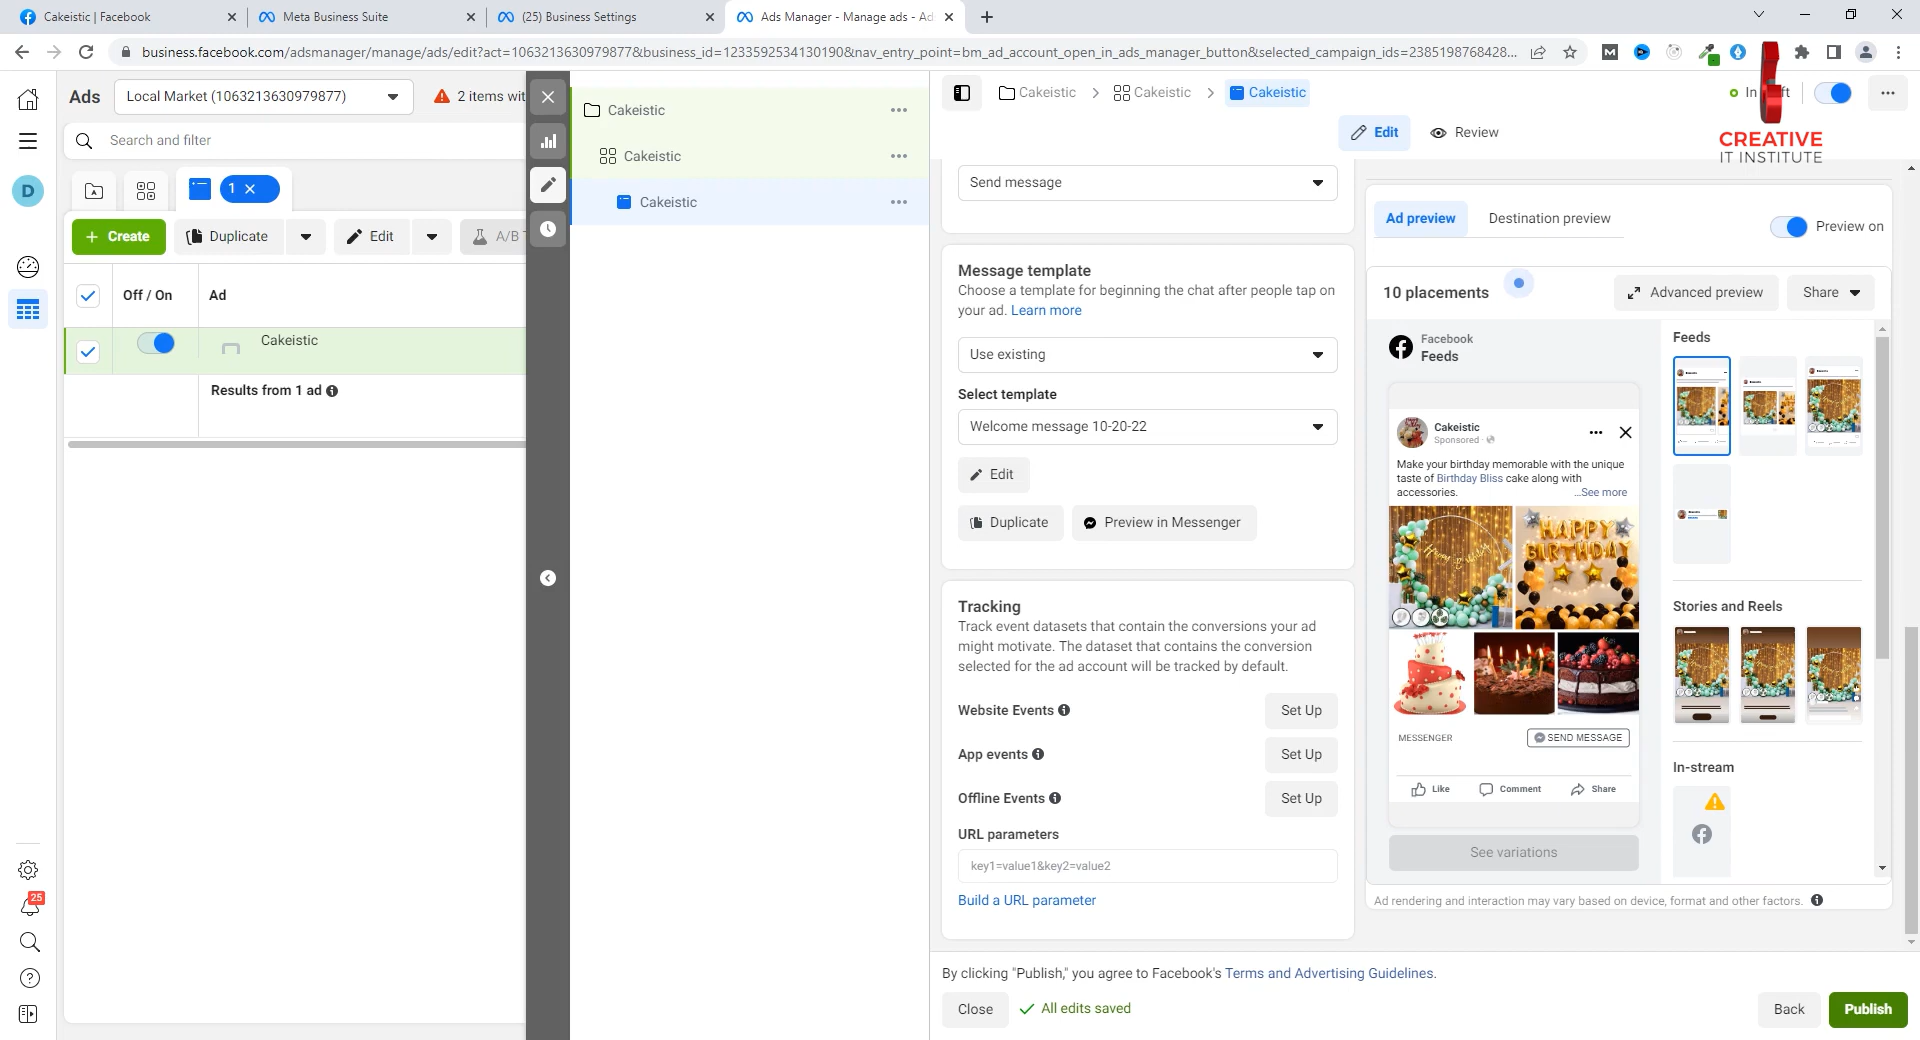 Cakeistic | Facebook
Meta Business Suite
(25) Business Settings
Ads Manager - Manage ads - Ad
business.facebook.com/adsmanager/manage/ads/edit?act=1063213630979877&business_id=1233592534130190&nav_entry_point=bm_ad_account_open_in_ads_manager_button&selected_campaign_ids=2385198768428...
Ads
Local Market (1063213630979877)
2 items wit
Search and filter
D
1
Create
Duplicate
Edit
A/B T
Off / On
Ad
Cakeistic
Results from 1 ad
25
Cakeistic
Cakeistic
Cakeistic
Cakeistic
Cakeistic
Cakeistic
CREATIVE
IT INSTITUTE
Edit
Review
Send message
Message template
Choose a template for beginning the chat after people tap on
your ad. Learn more
Use existing
Select template
Welcome message 10-20-22
Edit
Duplicate
Preview in Messenger
Tracking
Track event datasets that contain the conversions your ad
might motivate. The dataset that contains the conversion
selected for the ad account will be tracked by default.
Website Events
Set Up
App events
Set Up
Offline Events
Set Up
URL parameters
key1=value1&key2=value2
Build a URL parameter
Ad preview
Destination preview
Preview on
10 placements
Advanced preview
Share
Facebook
Feeds
Cakeistic
Sponsored ·
Make your birthday memorable with the unique
taste of Birthday Bliss cake along with
accessories.
...See more
HAPPY
BIRTHDAY
MESSENGER
SEND MESSAGE
Like
Comment
Share
See variations
Feeds
Stories and Reels
In-stream
Ad rendering and interaction may vary based on device, format and other factors.
By clicking "Publish," you agree to Facebook's Terms and Advertising Guidelines.
Close
All edits saved
Back
Publish